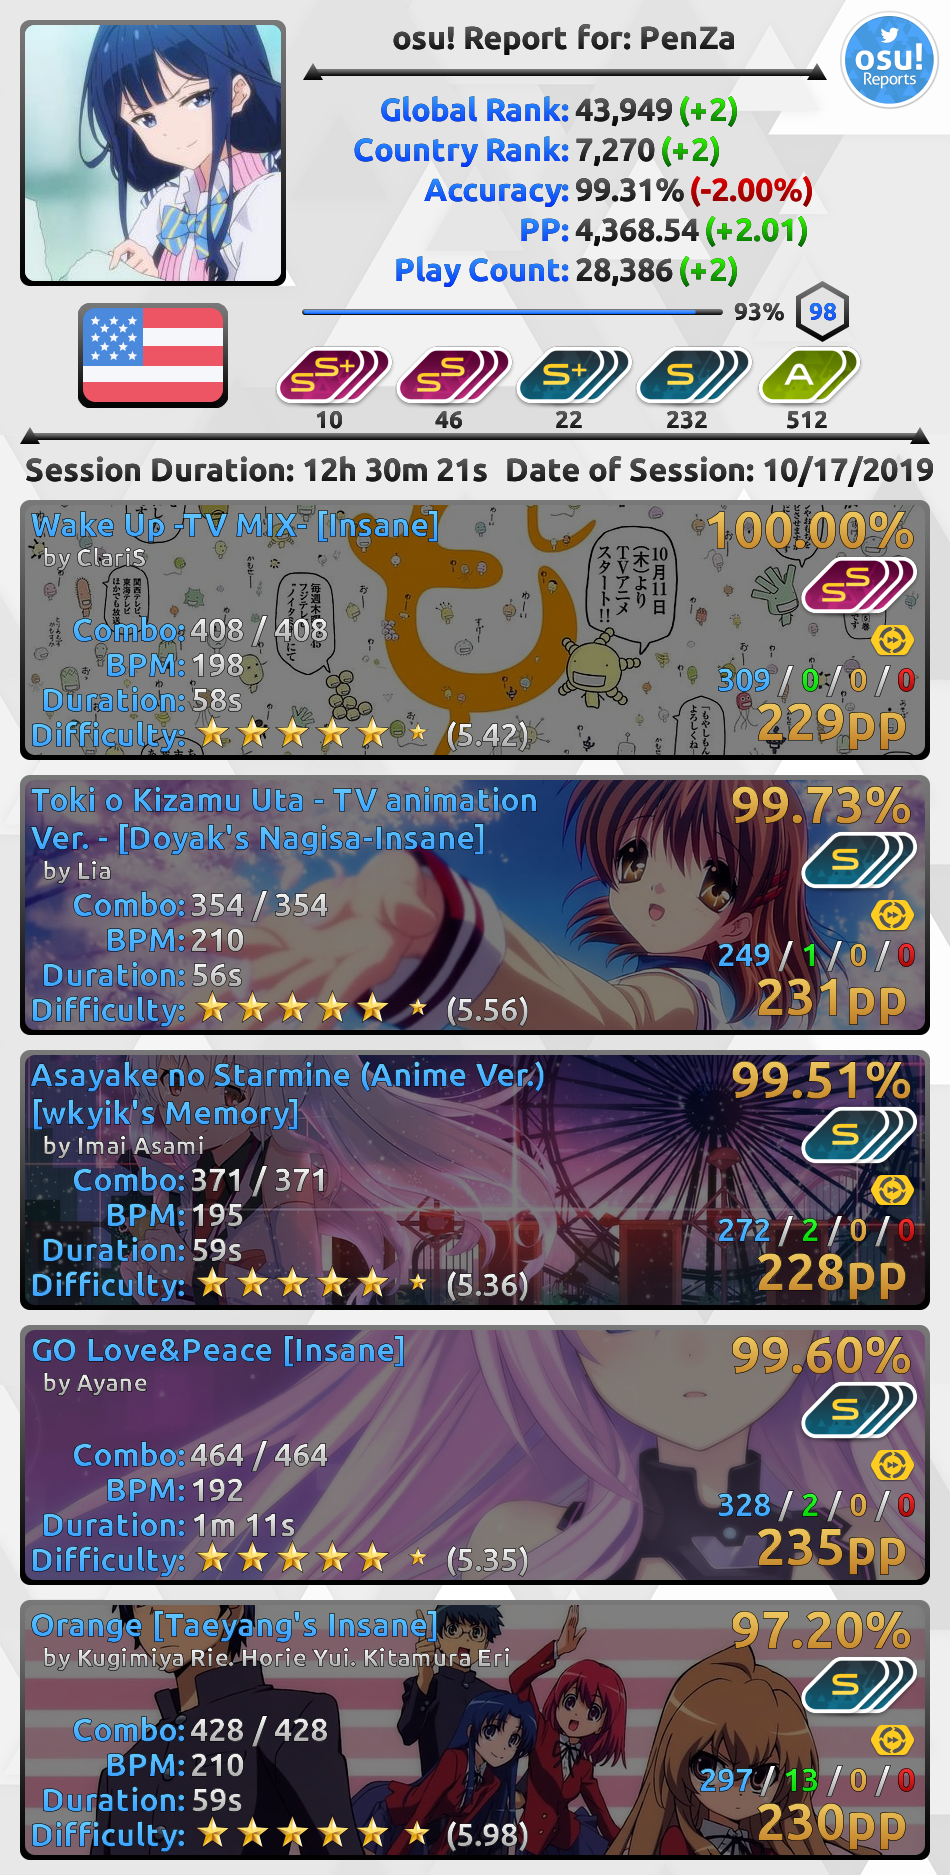 osu! Report for: PenZa
osu!
Reports
Global Rank: 43,949 (+2)
Country Rank: 7,270 (+2)
Accuracy: 99.31% (-2.00%)
PP: 4,368.54 (+2.01)
Play Count: 28,386 (+2)
93% 98
SS+ SS S+ S A
10 46 22 232 512
Session Duration: 12h 30m 21s Date of Session: 10/17/2019
Wake Up -TV MIX- [Insane] 100.00%
by ClariS
10月11日
(木)より
TVアニメ
スタート!!
SS
Combo: 408 / 408
BPM: 198
309 / 0 / 0 / 0
Duration: 58s
229pp
Difficulty: (5.42)
Toki o Kizamu Uta - TV animation 99.73%
Ver. - [Doyak's Nagisa-Insane]
by Lia
S
Combo: 354 / 354
BPM: 210
249 / 1 / 0 / 0
Duration: 56s
231pp
Difficulty: (5.56)
Asayake no Starmine (Anime Ver.) 99.51%
[wkyik's Memory]
by Imai Asami
S
Combo: 371 / 371
BPM: 195
272 / 2 / 0 / 0
Duration: 59s
228pp
Difficulty: (5.36)
GO Love&Peace [Insane] 99.60%
by Ayane
S
Combo: 464 / 464
BPM: 192
328 / 2 / 0 / 0
Duration: 1m 11s
235pp
Difficulty: (5.35)
Orange [Taeyang's Insane] 97.20%
by Kugimiya Rie. Horie Yui. Kitamura Eri
S
Combo: 428 / 428
BPM: 210
297 / 13 / 0 / 0
Duration: 59s
230pp
Difficulty: (5.98)